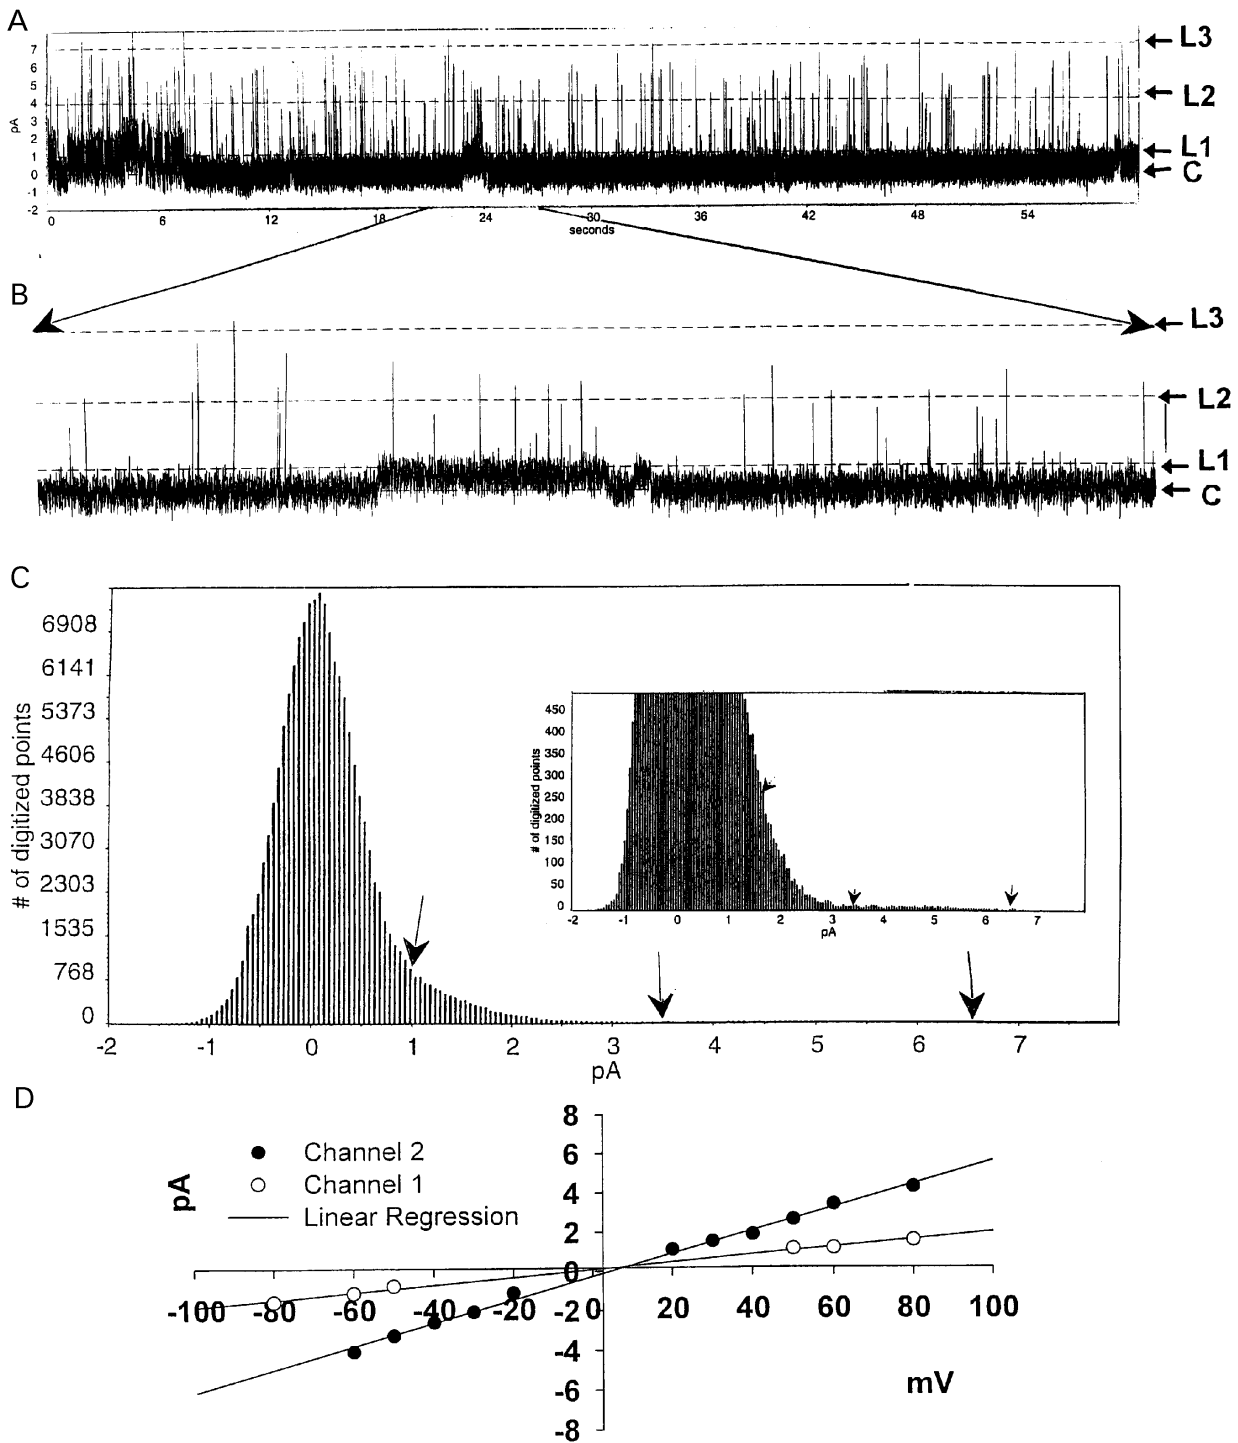 A
L3
7
6
5
L2
4
pA
3
2
L1
1
C
0
-1
-2
0 6 12 18 24 30 36 42 48 54
seconds
B
L3
L2
L1
C
C
# of digitized points
6908
6141
5373
4606
3838
3070
2303
1535
768
0
-2 -1 0 1 2 3 4 5 6 7
pA
# of digitized points
450
400
350
300
250
200
150
100
50
0
-2 -1 0 1 2 3 4 5 6 7
pA
D
8
Channel 2
6
pA
Channel 1
4
Linear Regression
2
0
-100 -80 -60 -40 -20 -2 0 20 40 60 80 100
-4
mV
-6
-8